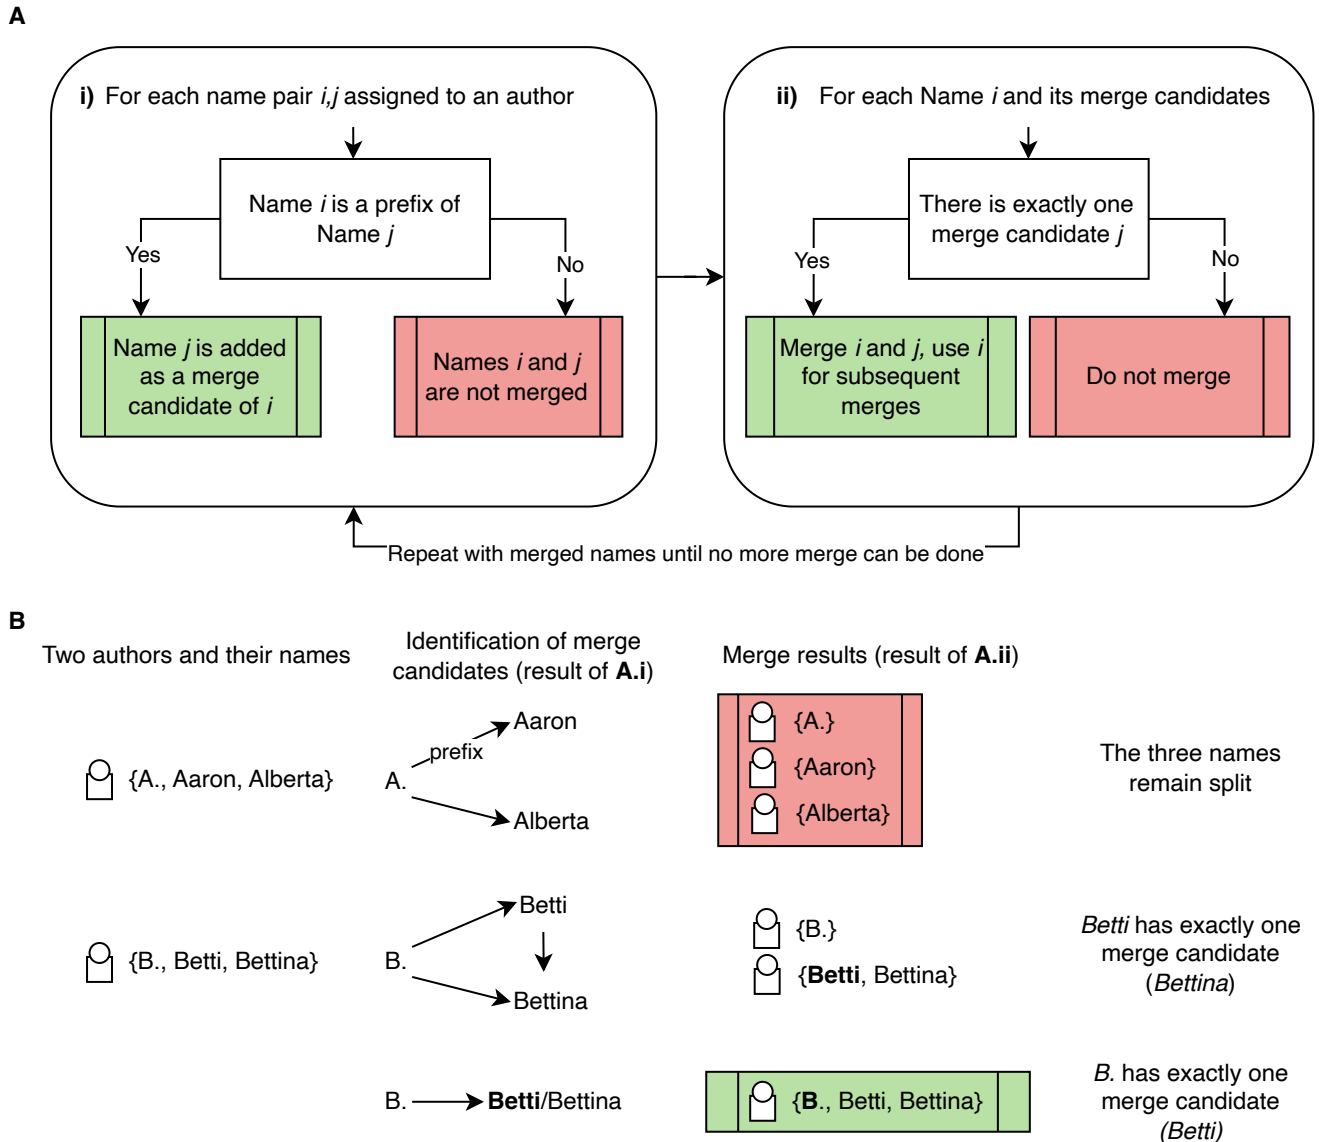 A
i) For each name pair i,j assigned to an author
Name i is a prefix of
Name j
Yes
No
Name j is added
as a merge
candidate of i
Names i and j
are not merged
ii) For each Name i and its merge candidates
There is exactly one
merge candidate j
Yes
No
Merge i and j, use i
for subsequent
merges
Do not merge
Repeat with merged names until no more merge can be done
B
Two authors and their names
Identification of merge
candidates (result of A.i)
Merge results (result of A.ii)
{A., Aaron, Alberta}
A.
prefix
Aaron
Alberta
{A.}
{Aaron}
{Alberta}
The three names
remain split
{B., Betti, Bettina}
B.
Betti
Bettina
{B.}
{Betti, Bettina}
Betti has exactly one
merge candidate
(Bettina)
B.
Betti/Bettina
{B., Betti, Bettina}
B. has exactly one
merge candidate
(Betti)